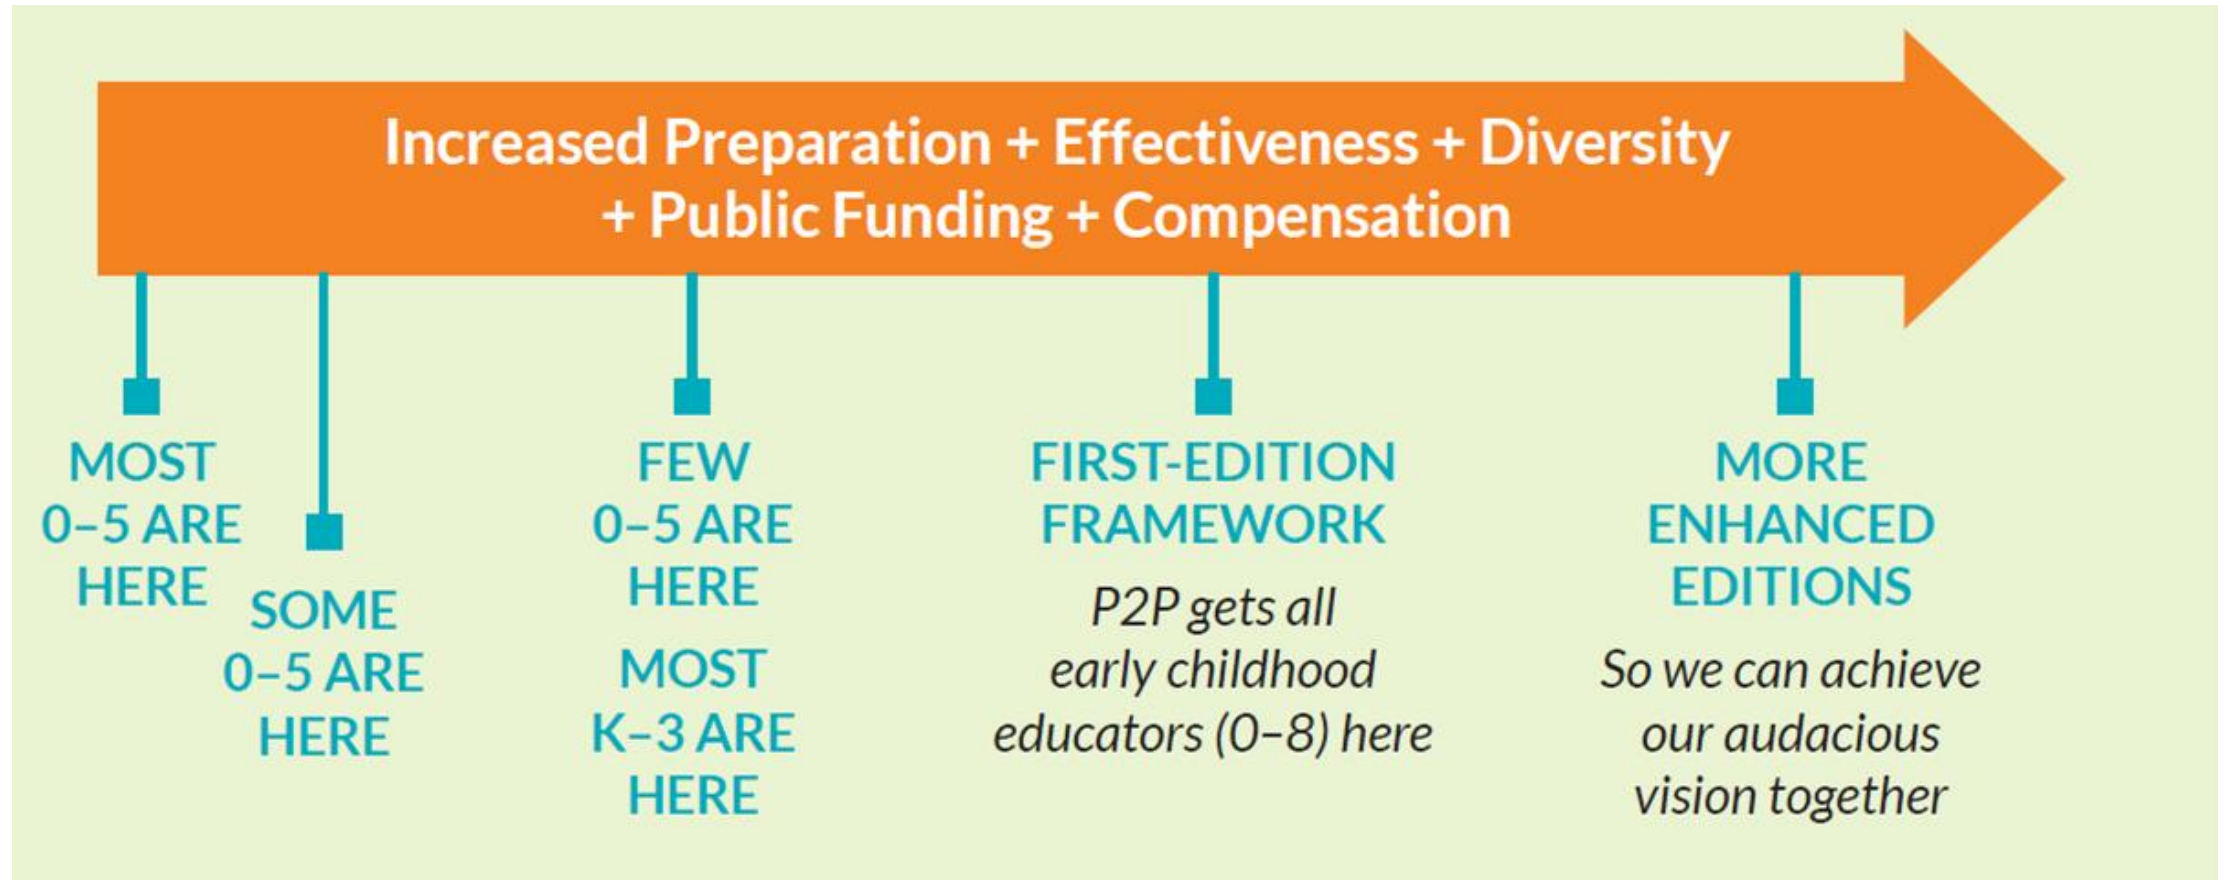 Increased Preparation + Effectiveness + Diversity
+ Public Funding + Compensation
MOST
0–5 ARE
HERE
SOME
0–5 ARE
HERE
FEW
0–5 ARE
HERE
MOST
K–3 ARE
HERE
FIRST-EDITION
FRAMEWORK
P2P gets all
early childhood
educators (0–8) here
MORE
ENHANCED
EDITIONS
So we can achieve
our audacious
vision together